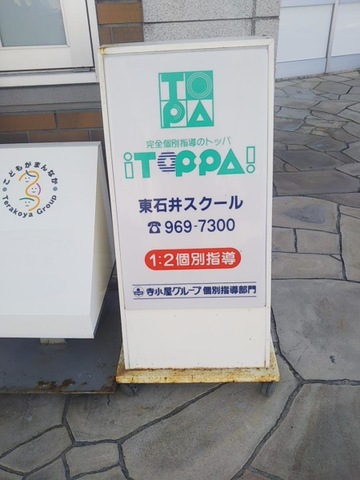 TO
PA
完全個別指導のトッパ
¡TOPPA!
東石井スクール
☎969-7300
1:2個別指導
寺小屋グループ 個別指導部門
こどもがまんなか
Terakoya Group